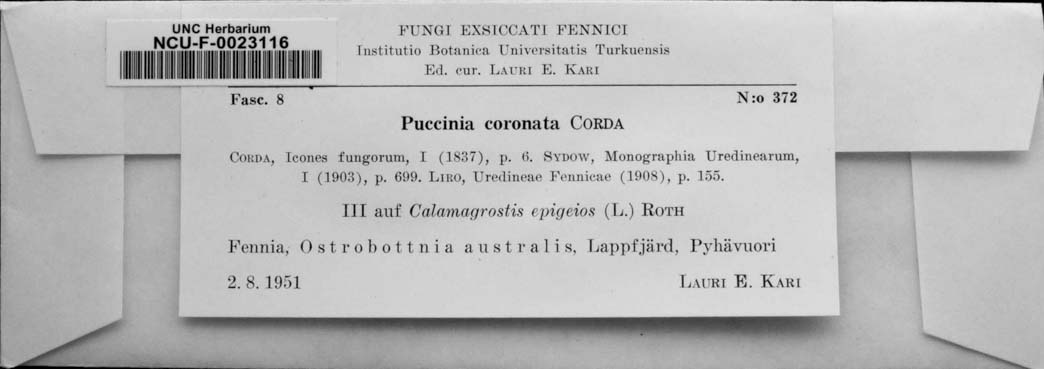 UNC Herbarium
NCU-F-0023116
FUNGI EXSICCATI FENNICI
Institutio Botanica Universitatis Turkuensis
Ed. cur. LAURI E. KARI
Fasc. 8 N:o 372
Puccinia coronata CORDA
CORDA, Icones fungorum, I (1837), p. 6. SYDOW, Monographia Uredinearum,
I (1903), p. 699. LIRO, Uredineae Fennicae (1908), p. 155.
III auf Calamagrostis epigeios (L.) ROTH
Fennia, Ostrobottnia australis, Lappfjärd, Pyhävuori
2. 8. 1951 LAURI E. KARI